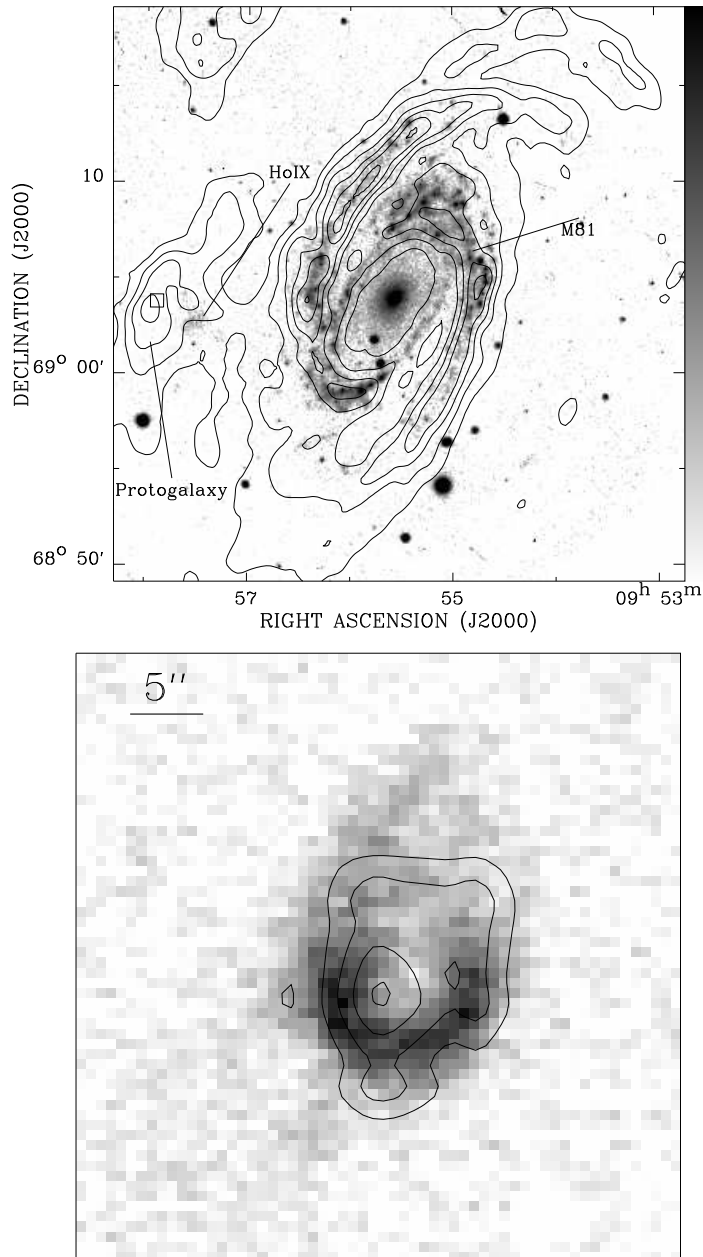 HoIX
10
M81
DECLINATION (J2000)
69° 00′
Protogalaxy
68° 50′
57
55
09ʰ 53ᵐ
RIGHT ASCENSION (J2000)
5″